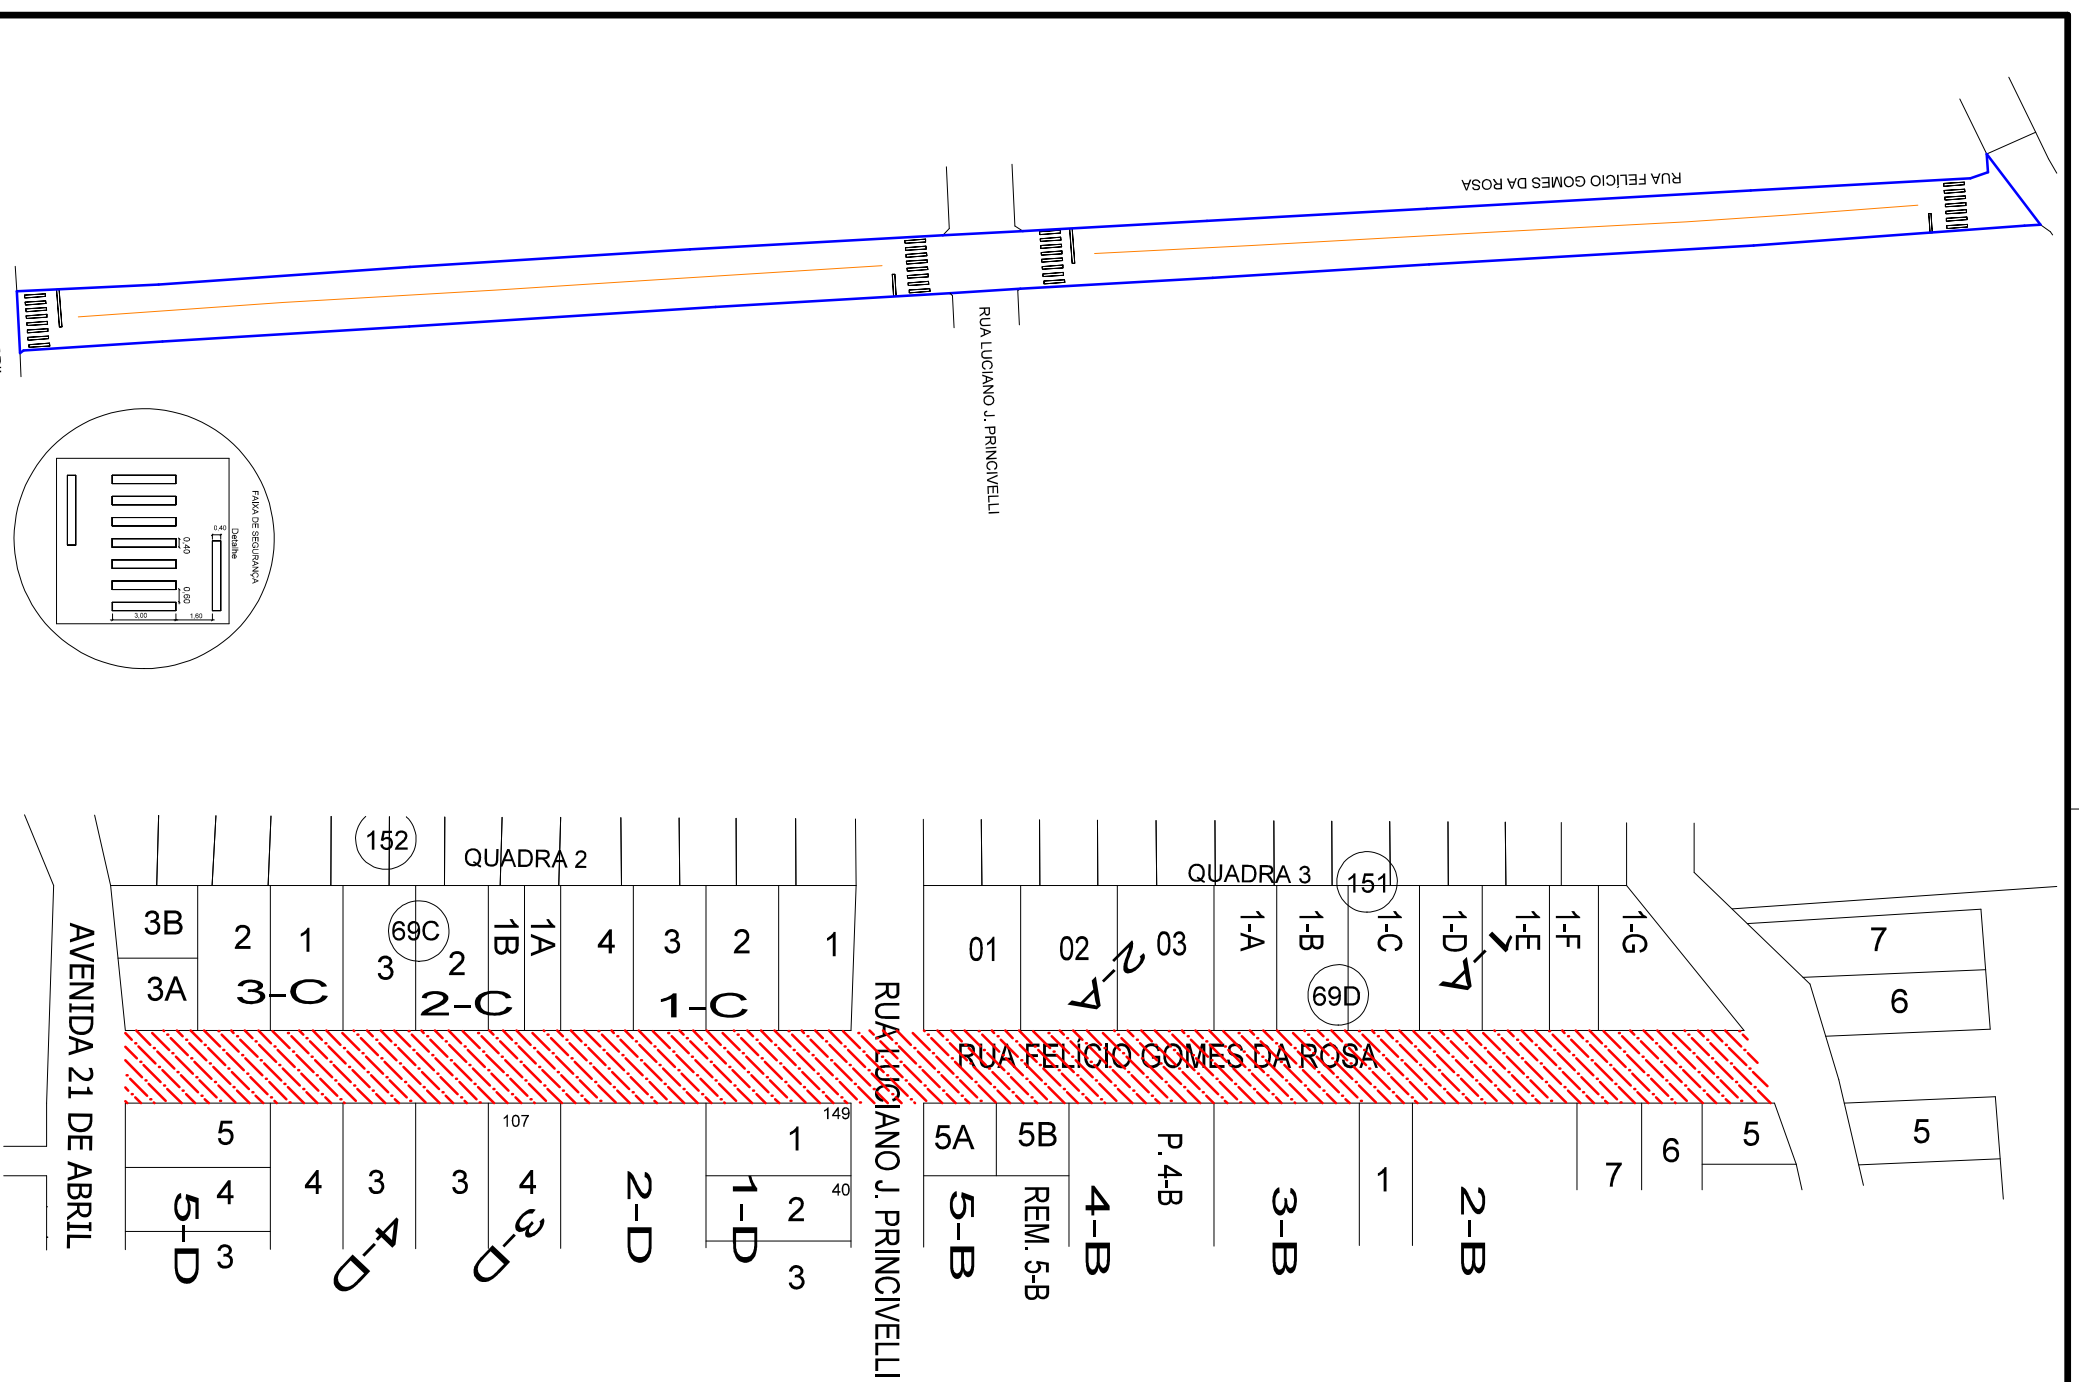 RUA FELÍCIO GOMES DA ROSA
RUA LUCIANO J. PRINCIVELLI
FAIXA DE SEGURANÇA
Detalhe
0,40
0,40
0,60
3,00
1,60
152
QUADRA 2
QUADRA 3
151
3B
2
1
69C
3
2
1B
1A
4
3
2
1
3A
3-C
2-C
1-C
01
02
03
2-A
1-A
1-B
1-C
1-D
1-A
1-E
1-F
1-G
69D
7
6
AVENIDA 21 DE ABRIL
RUA LUCIANO J. PRINCIVELLI
RUA FELÍCIO GOMES DA ROSA
5
4
3
5-D
4
3
4-D
3
107
4
3-D
2-D
149
1
40
2
1-D
3
5A
5B
5-B
REM. 5-B
4-B
P. 4-B
3-B
1
2-B
7
6
5
5